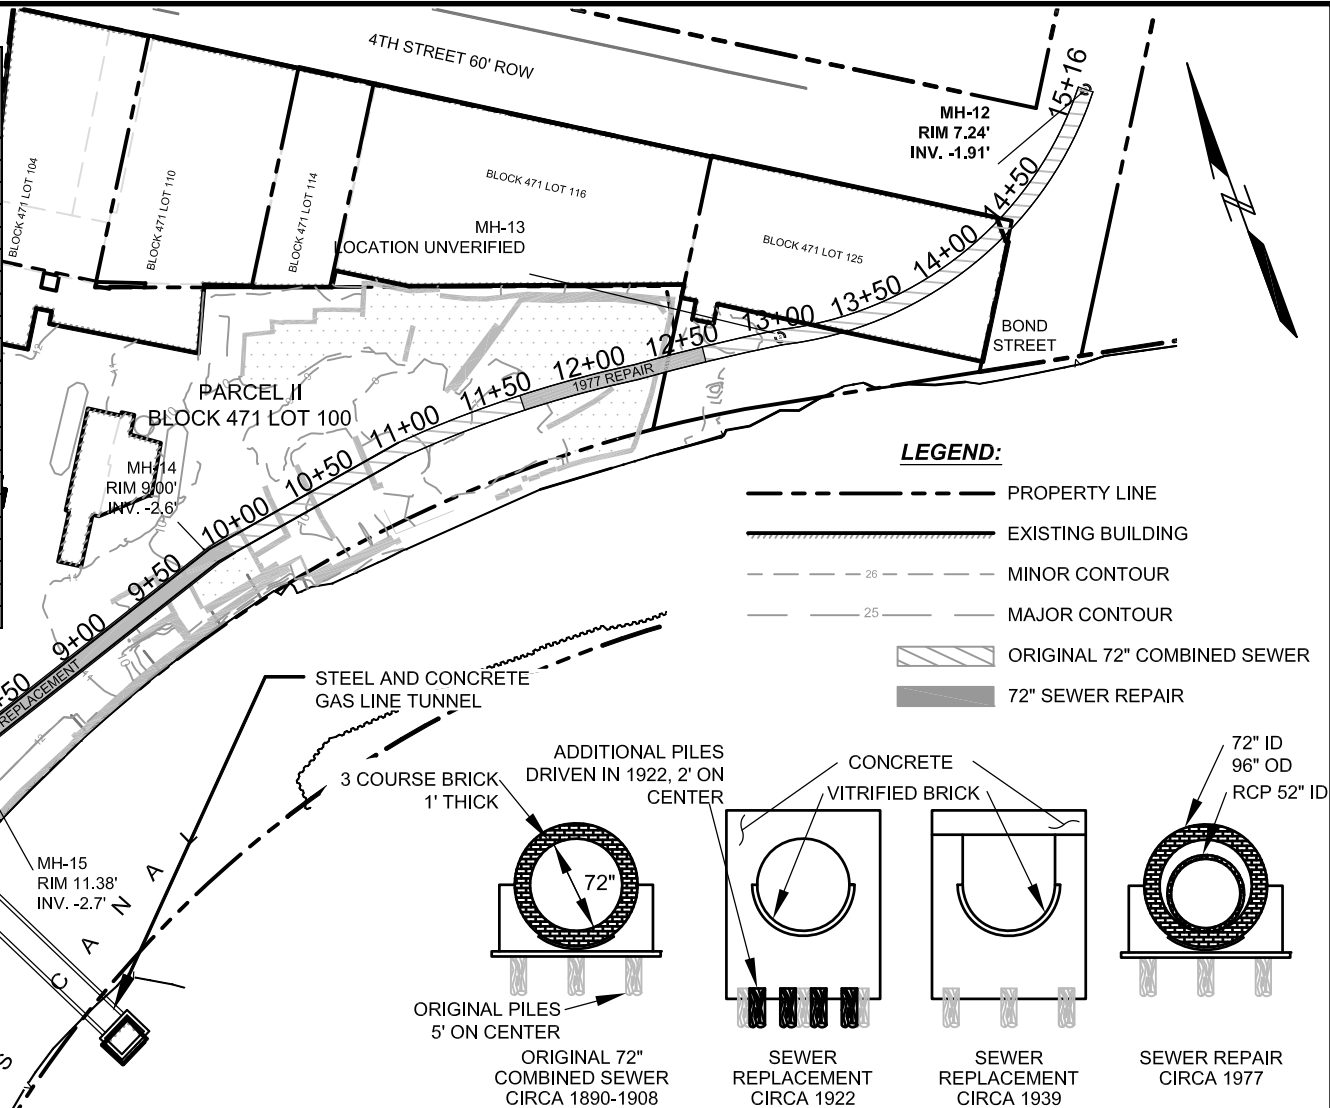 4TH STREET 60' ROW
MH-12
RIM 7.24'
INV. -1.91'
15+16
14+50
14+00
13+50
13+00
12+50
12+00
11+50
11+00
10+50
10+00
9+50
9+00
+50
BLOCK 471 LOT 104
BLOCK 471 LOT 110
BLOCK 471 LOT 114
BLOCK 471 LOT 116
BLOCK 471 LOT 125
MH-13
LOCATION UNVERIFIED
BOND
STREET
N
1977 REPAIR
PARCEL II
BLOCK 471 LOT 100
MH-14
RIM 9.00'
INV. -2.6'
REPLACEMENT
LEGEND:
PROPERTY LINE
EXISTING BUILDING
26
MINOR CONTOUR
25
MAJOR CONTOUR
ORIGINAL 72" COMBINED SEWER
72" SEWER REPAIR
STEEL AND CONCRETE
GAS LINE TUNNEL
MH-15
RIM 11.38'
INV. -2.7'
S
C A N A L
3 COURSE BRICK
1' THICK
72"
ORIGINAL PILES
5' ON CENTER
ORIGINAL 72"
COMBINED SEWER
CIRCA 1890-1908
ADDITIONAL PILES
DRIVEN IN 1922, 2' ON
CENTER
CONCRETE
VITRIFIED BRICK
SEWER
REPLACEMENT
CIRCA 1922
SEWER
REPLACEMENT
CIRCA 1939
72" ID
96" OD
RCP 52" ID
SEWER REPAIR
CIRCA 1977